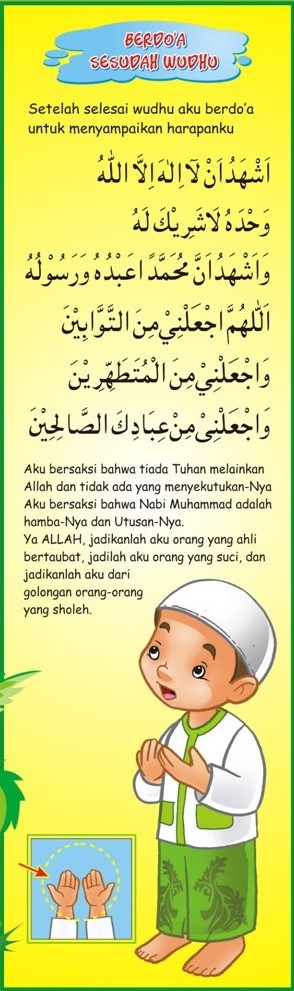 BERDO'A
SESUDAH WUDHU
Setelah selesai wudhu aku berdo'a
untuk menyampaikan harapanku
اَشْهَدُاَنْ لَآ اِلٰهَ اِلَّا اللّٰهُ
وَحْدَهُ لَاشَرِيْكَ لَهُ
وَاَشْهَدُاَنَّ مُحَمَّدًا عَبْدُهُ وَرَسُوْلُهُ
اَللّٰهُمَّ اجْعَلْنِيْ مِنَ التَّوَّابِيْنَ
وَاجْعَلْنِيْ مِنَ الْمُتَطَهِّرِيْنَ
وَاجْعَلْنِيْ مِنْ عِبَادِكَ الصَّالِحِيْنَ
Aku bersaksi bahwa tiada Tuhan melainkan
Allah dan tidak ada yang menyekutukan-Nya
Aku bersaksi bahwa Nabi Muhammad adalah
hamba-Nya dan Utusan-Nya.
Ya ALLAH, jadikanlah aku orang yang ahli
bertaubat, jadilah aku orang yang suci, dan
jadikanlah aku dari
golongan orang-orang
yang sholeh.